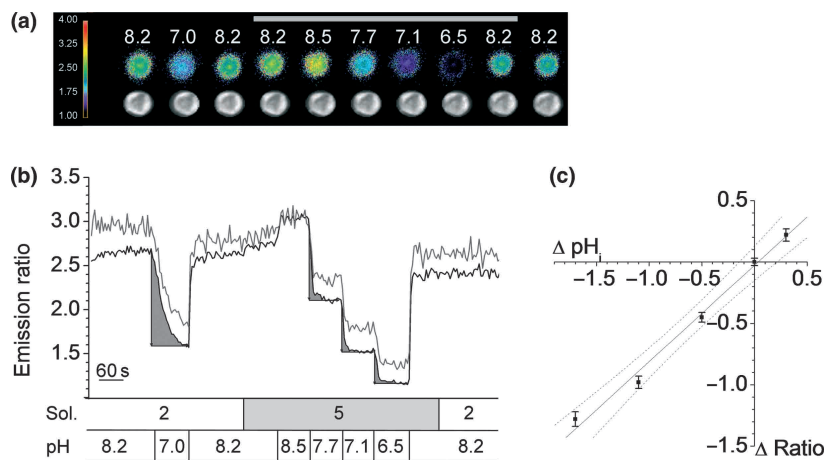 (a)
4.00
3.25
2.50
1.75
1.00
8.2 7.0 8.2 8.2 8.5 7.7 7.1 6.5 8.2 8.2
(b)
Emission ratio
3.5
3.0
2.5
2.0
1.5
60 s
Sol. 2 5 2
pH 8.2 7.0 8.2 8.5 7.7 7.1 6.5 8.2
(c)
0.5
Δ pHi
−1.5 −1.0 −0.5 0.5
−0.5
−1.0
−1.5
Δ Ratio